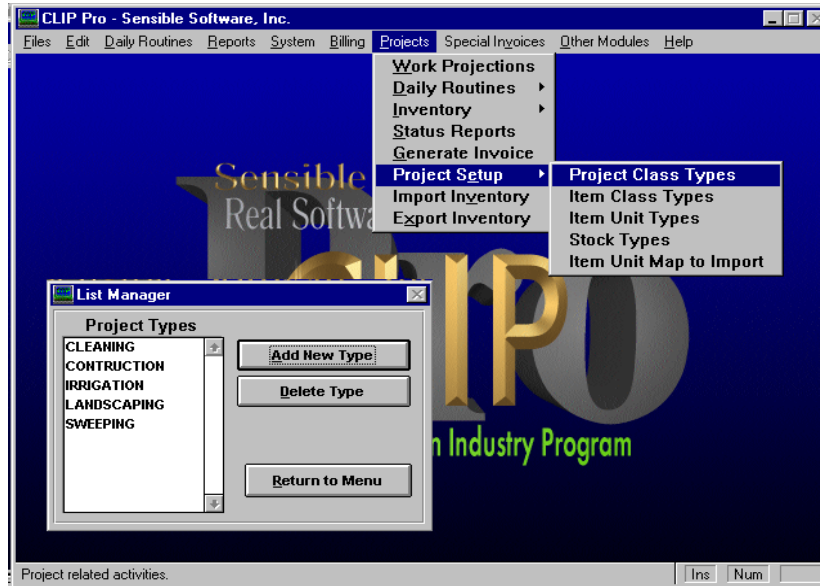 CLIP Pro - Sensible Software, Inc.
Files Edit Daily Routines Reports System Billing Projects Special Invoices Other Modules Help
Work Projections
Daily Routines
Inventory
Status Reports
Generate Invoice
Project Setup
Import Inventory
Export Inventory
Project Class Types
Item Class Types
Item Unit Types
Stock Types
Item Unit Map to Import
Sensible
Real Softwa
Pro
CLIP
n Industry Program
List Manager
Project Types
CLEANING
CONTRUCTION
IRRIGATION
LANDSCAPING
SWEEPING
Add New Type
Delete Type
Return to Menu
Project related activities.
Ins Num